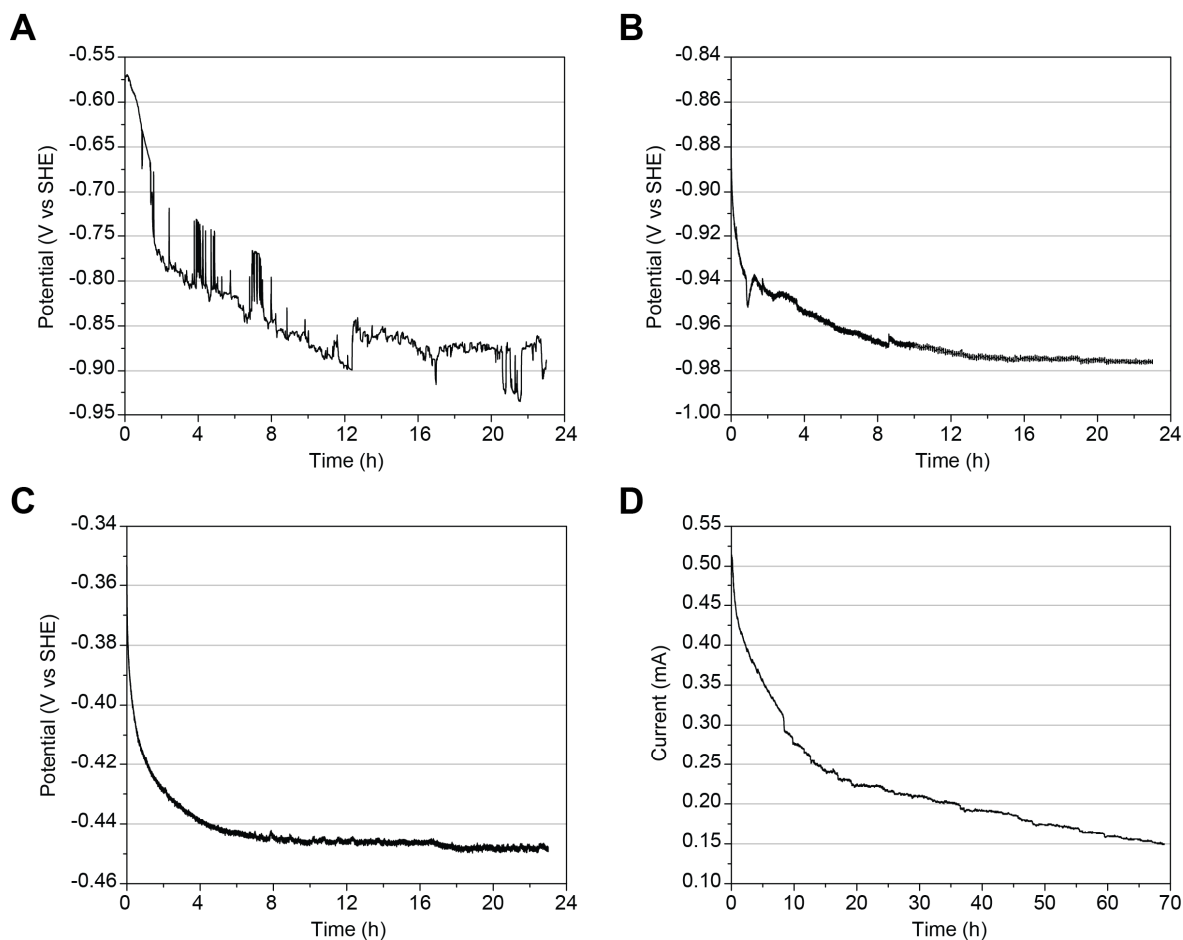 A
Potential (V vs SHE)
-0.55
-0.60
-0.65
-0.70
-0.75
-0.80
-0.85
-0.90
-0.95
0 4 8 12 16 20 24
Time (h)
B
Potential (V vs SHE)
-0.84
-0.86
-0.88
-0.90
-0.92
-0.94
-0.96
-0.98
-1.00
0 4 8 12 16 20 24
Time (h)
C
Potential (V vs SHE)
-0.34
-0.36
-0.38
-0.40
-0.42
-0.44
-0.46
0 4 8 12 16 20 24
Time (h)
D
Current (mA)
0.55
0.50
0.45
0.40
0.35
0.30
0.25
0.20
0.15
0.10
0 10 20 30 40 50 60 70
Time (h)